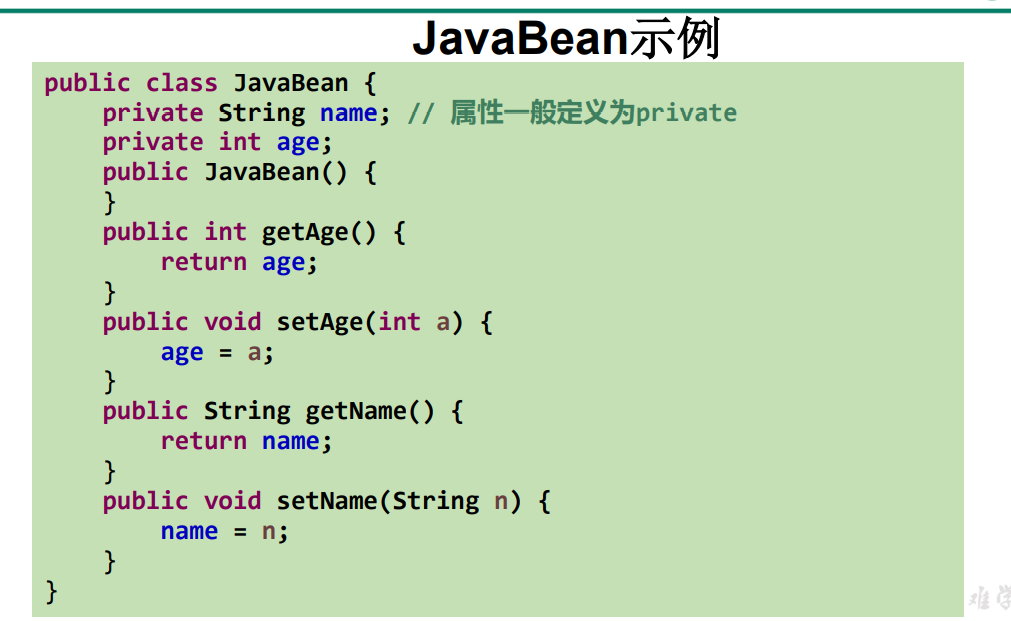 JavaBean示例
public class JavaBean {
    private String name; // 属性一般定义为private
    private int age;
    public JavaBean() {
    }
    public int getAge() {
        return age;
    }
    public void setAge(int a) {
        age = a;
    }
    public String getName() {
        return name;
    }
    public void setName(String n) {
        name = n;
    }
}